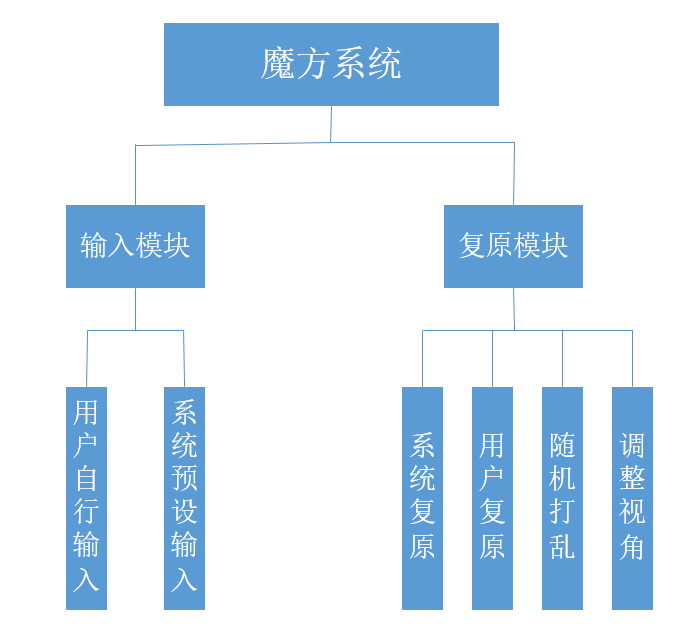 魔方系统
输入模块
复原模块
用户自行输入
系统预设输入
系统复原
用户复原
随机打乱
调整视角